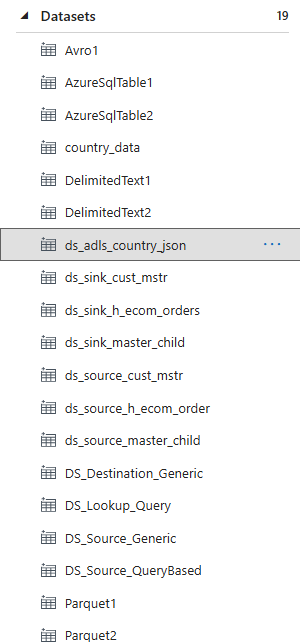 Datasets 19
Avro1
AzureSqlTable1
AzureSqlTable2
country_data
DelimitedText1
DelimitedText2
ds_adls_country_json
ds_sink_cust_mstr
ds_sink_h_ecom_orders
ds_sink_master_child
ds_source_cust_mstr
ds_source_h_ecom_order
ds_source_master_child
DS_Destination_Generic
DS_Lookup_Query
DS_Source_Generic
DS_Source_QueryBased
Parquet1
Parquet2